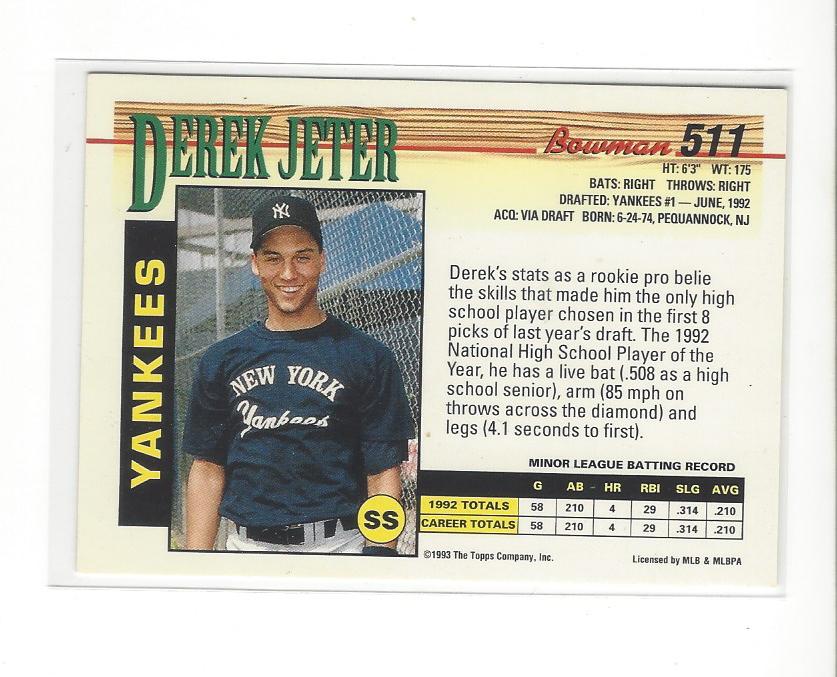 DEREK JETER
Bowman 511
HT: 6'3" WT: 175
BATS: RIGHT THROWS: RIGHT
DRAFTED: YANKEES #1 — JUNE, 1992
ACQ: VIA DRAFT BORN: 6-24-74, PEQUANNOCK, NJ
YANKEES
NY
NEW YORK
Yankees
SS
Derek's stats as a rookie pro belie
the skills that made him the only high
school player chosen in the first 8
picks of last year's draft. The 1992
National High School Player of the
Year, he has a live bat (.508 as a high
school senior), arm (85 mph on
throws across the diamond) and
legs (4.1 seconds to first).
MINOR LEAGUE BATTING RECORD
G AB HR RBI SLG AVG
1992 TOTALS 58 210 4 29 .314 .210
CAREER TOTALS 58 210 4 29 .314 .210
©1993 The Topps Company, Inc. Licensed by MLB & MLBPA